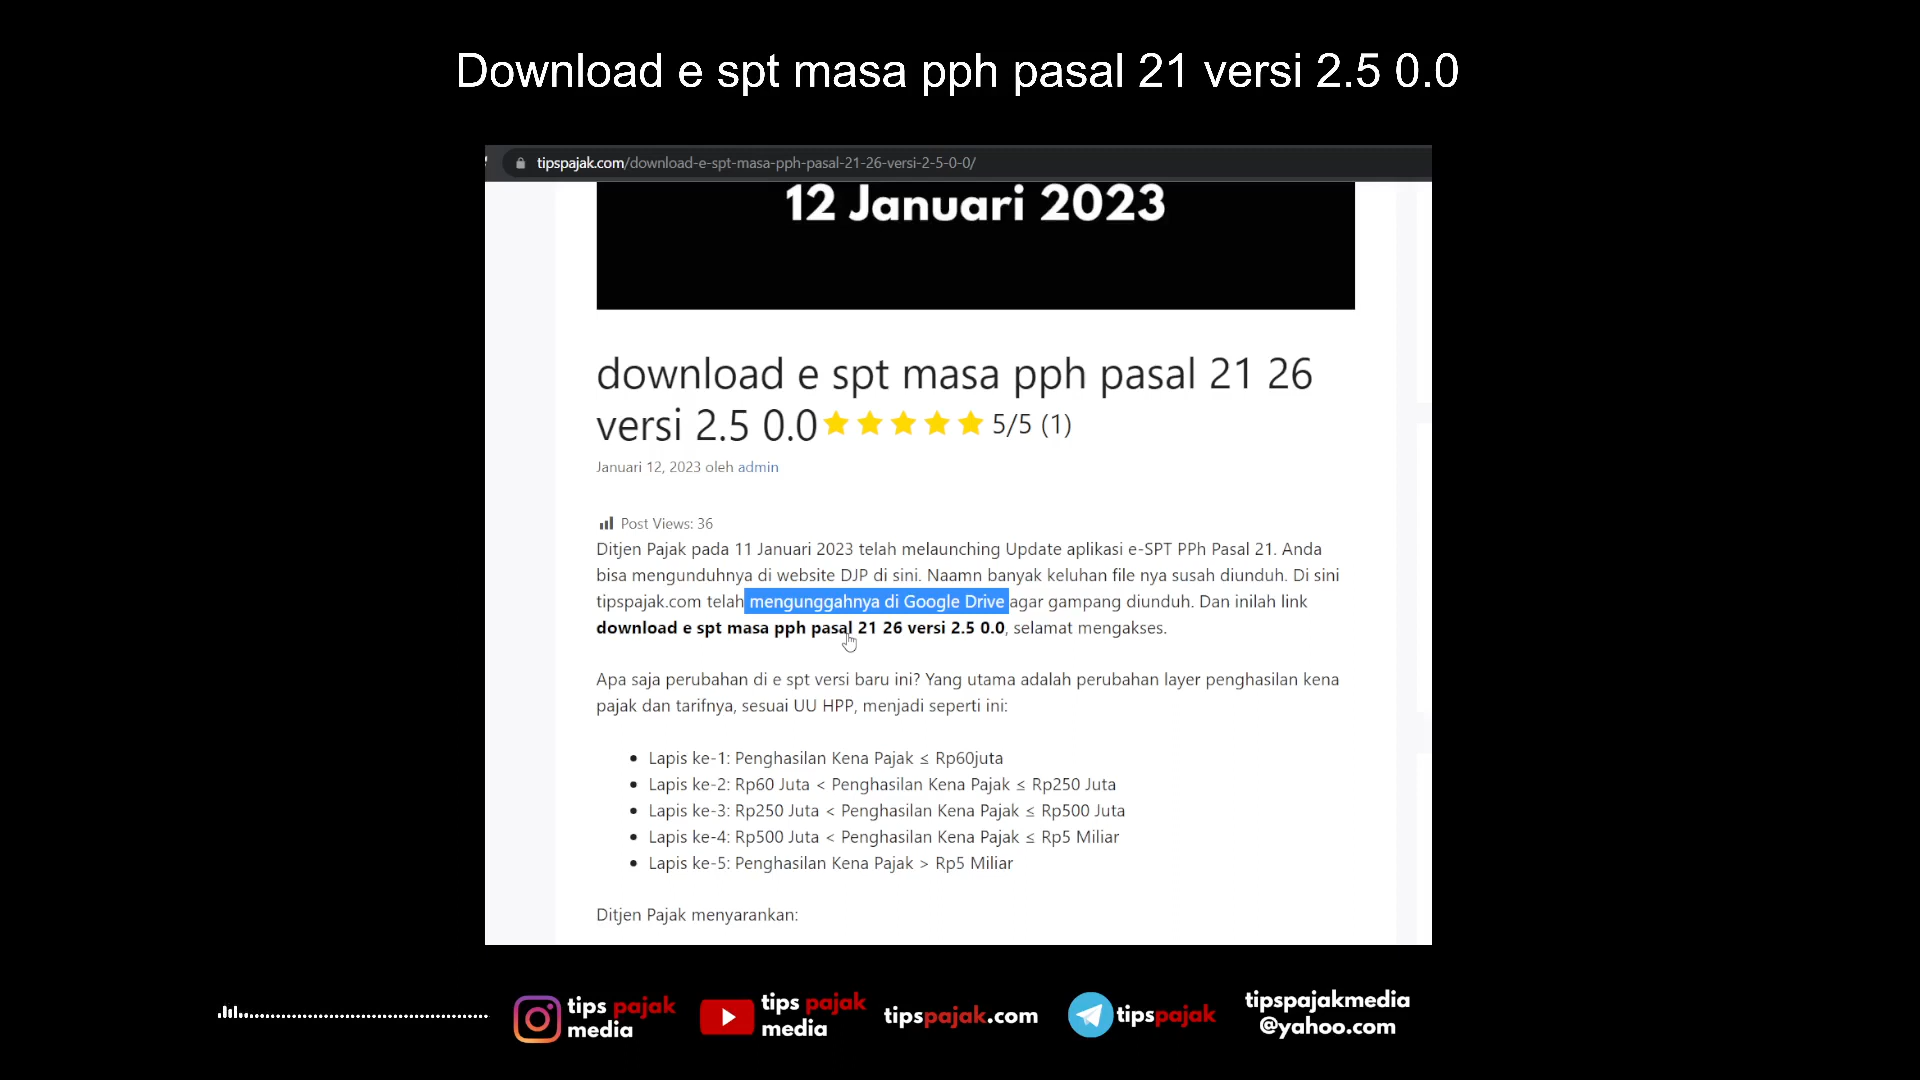 Download e spt masa pph pasal 21 versi 2.5 0.0
tipspajak.com/download-e-spt-masa-pph-pasal-21-26-versi-2-5-0-0/
12 Januari 2023
download e spt masa pph pasal 21 26
versi 2.5 0.0 5/5 (1)
Januari 12, 2023 oleh admin
Post Views: 36
Ditjen Pajak pada 11 Januari 2023 telah melaunching Update aplikasi e-SPT PPh Pasal 21. Anda
bisa mengunduhnya di website DJP di sini. Naamn banyak keluhan file nya susah diunduh. Di sini
tipspajak.com telah mengunggahnya di Google Drive agar gampang diunduh. Dan inilah link
download e spt masa pph pasal 21 26 versi 2.5 0.0, selamat mengakses.
Apa saja perubahan di e spt versi baru ini? Yang utama adalah perubahan layer penghasilan kena
pajak dan tarifnya, sesuai UU HPP, menjadi seperti ini:
• Lapis ke-1: Penghasilan Kena Pajak ≤ Rp60juta
• Lapis ke-2: Rp60 Juta < Penghasilan Kena Pajak ≤ Rp250 Juta
• Lapis ke-3: Rp250 Juta < Penghasilan Kena Pajak ≤ Rp500 Juta
• Lapis ke-4: Rp500 Juta < Penghasilan Kena Pajak ≤ Rp5 Miliar
• Lapis ke-5: Penghasilan Kena Pajak > Rp5 Miliar
Ditjen Pajak menyarankan:
tips pajak
media
tips pajak
media
tipspajak.com
tipspajak
tipspajakmedia
@yahoo.com